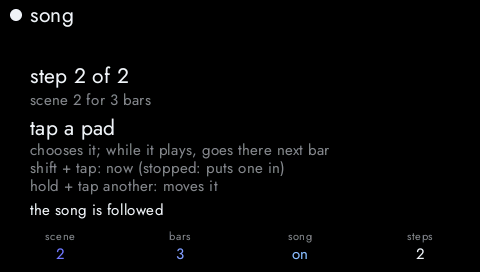 song
step 2 of 2
scene 2 for 3 bars
tap a pad
chooses it; while it plays, goes there next bar
shift + tap: now (stopped: puts one in)
hold + tap another: moves it
the song is followed
scene bars song steps
2 3 on 2